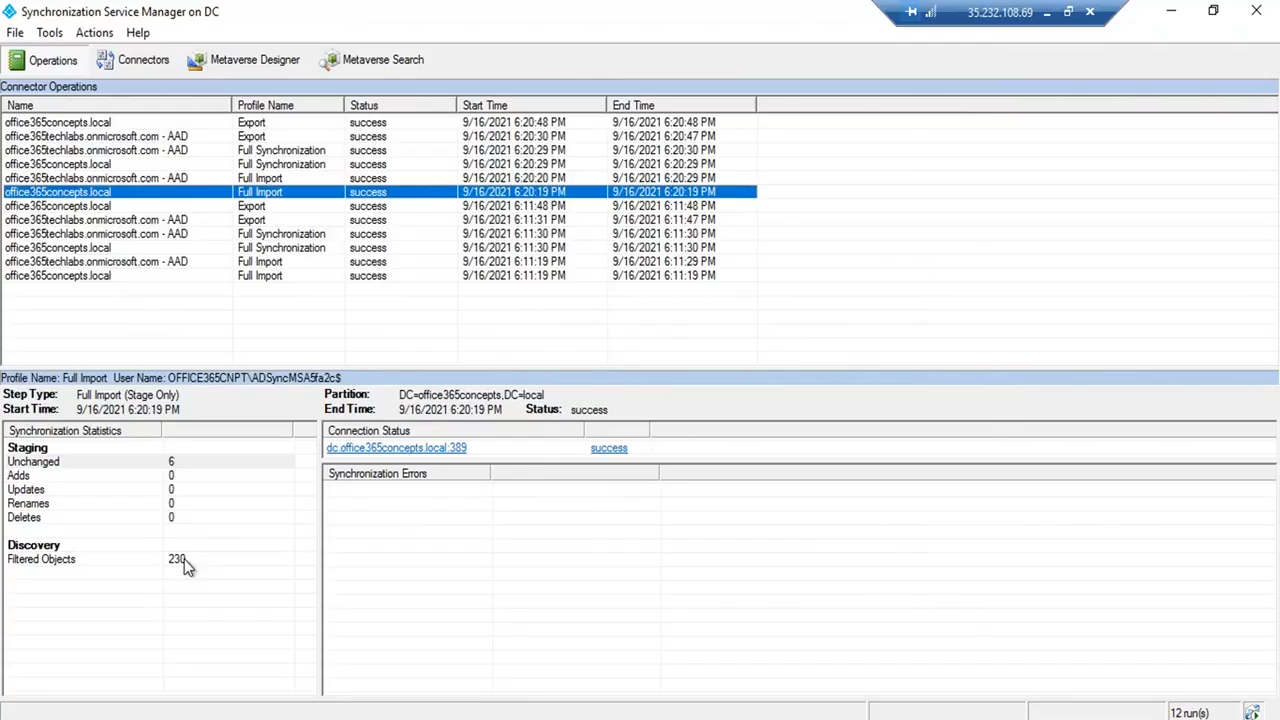 Synchronization Service Manager on DC
35.232.108.69
File Tools Actions Help
Operations Connectors Metaverse Designer Metaverse Search
Connector Operations
Name Profile Name Status Start Time End Time
office365concepts.local Export success 9/16/2021 6:20:48 PM 9/16/2021 6:20:48 PM
office365techlabs.onmicrosoft.com - AAD Export success 9/16/2021 6:20:30 PM 9/16/2021 6:20:47 PM
office365techlabs.onmicrosoft.com - AAD Full Synchronization success 9/16/2021 6:20:29 PM 9/16/2021 6:20:30 PM
office365concepts.local Full Synchronization success 9/16/2021 6:20:29 PM 9/16/2021 6:20:29 PM
office365techlabs.onmicrosoft.com - AAD Full Import success 9/16/2021 6:20:20 PM 9/16/2021 6:20:29 PM
office365concepts.local Full Import success 9/16/2021 6:20:19 PM 9/16/2021 6:20:19 PM
office365concepts.local Export success 9/16/2021 6:11:48 PM 9/16/2021 6:11:48 PM
office365techlabs.onmicrosoft.com - AAD Export success 9/16/2021 6:11:31 PM 9/16/2021 6:11:47 PM
office365techlabs.onmicrosoft.com - AAD Full Synchronization success 9/16/2021 6:11:30 PM 9/16/2021 6:11:30 PM
office365concepts.local Full Synchronization success 9/16/2021 6:11:30 PM 9/16/2021 6:11:30 PM
office365techlabs.onmicrosoft.com - AAD Full Import success 9/16/2021 6:11:19 PM 9/16/2021 6:11:29 PM
office365concepts.local Full Import success 9/16/2021 6:11:19 PM 9/16/2021 6:11:19 PM
Profile Name: Full Import User Name: OFFICE365CNPT\ADSyncMSA5fa2c$
Step Type: Full Import (Stage Only) Partition: DC=office365concepts,DC=local
Start Time: 9/16/2021 6:20:19 PM End Time: 9/16/2021 6:20:19 PM Status: success
Synchronization Statistics Connection Status
Staging dc.office365concepts.local:389 success
Unchanged 6
Adds 0 Synchronization Errors
Updates 0
Renames 0
Deletes 0
Discovery
Filtered Objects 230
12 run(s)